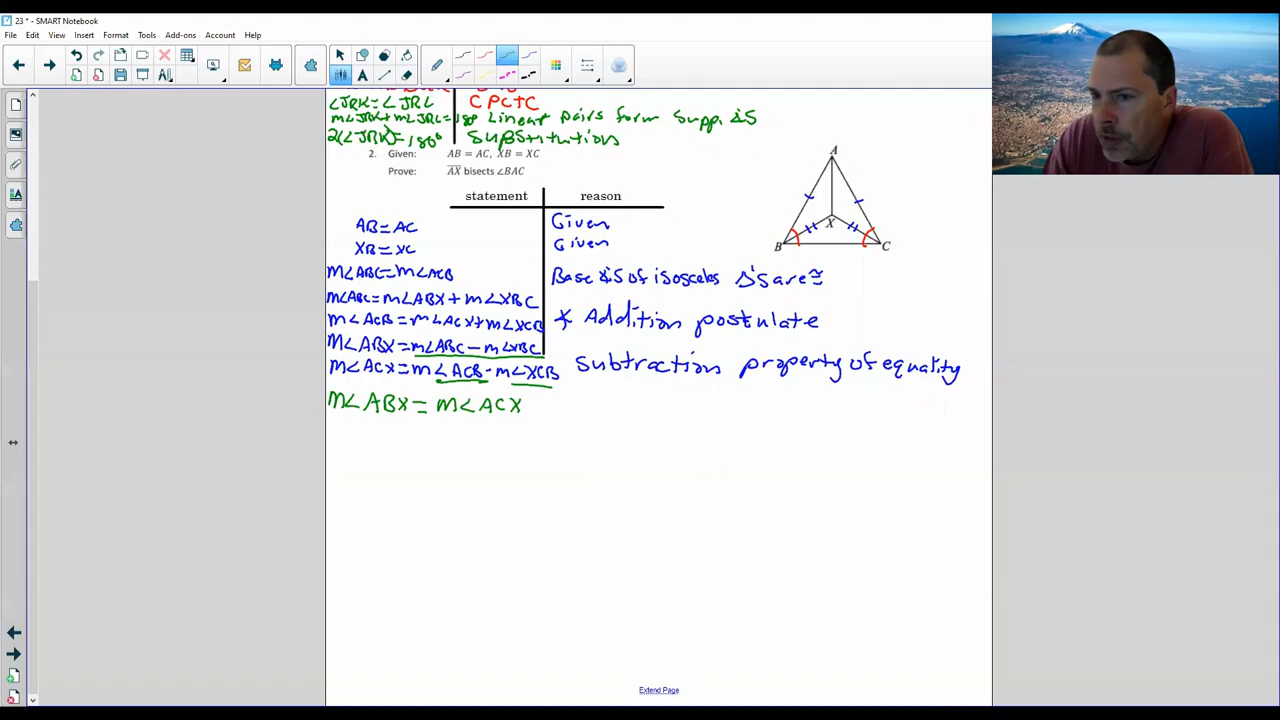 23 * - SMART Notebook
File Edit View Insert Format Tools Add-ons Account Help
∠JRK=∠JRL CPCTC
m∠JRK+m∠JRL=180 Linear pairs form supp. ∠s
2(∠JRK)=180° Substitution
2. Given: AB = AC, XB = XC
Prove: AX bisects ∠BAC
statement reason
AB=AC Given
XB=XC Given
m∠ABC=m∠ACB Base ∠s of isosceles Δ's are ≅
m∠ABC=m∠ABX+m∠XBC
m∠ACB=m∠ACX+m∠XCB ∠ Addition postulate
m∠ABX=m∠ABC-m∠XBC
m∠ACX=m∠ACB-m∠XCB Subtraction property of equality
m∠ABX=m∠ACX
A
X
B C
Extend Page